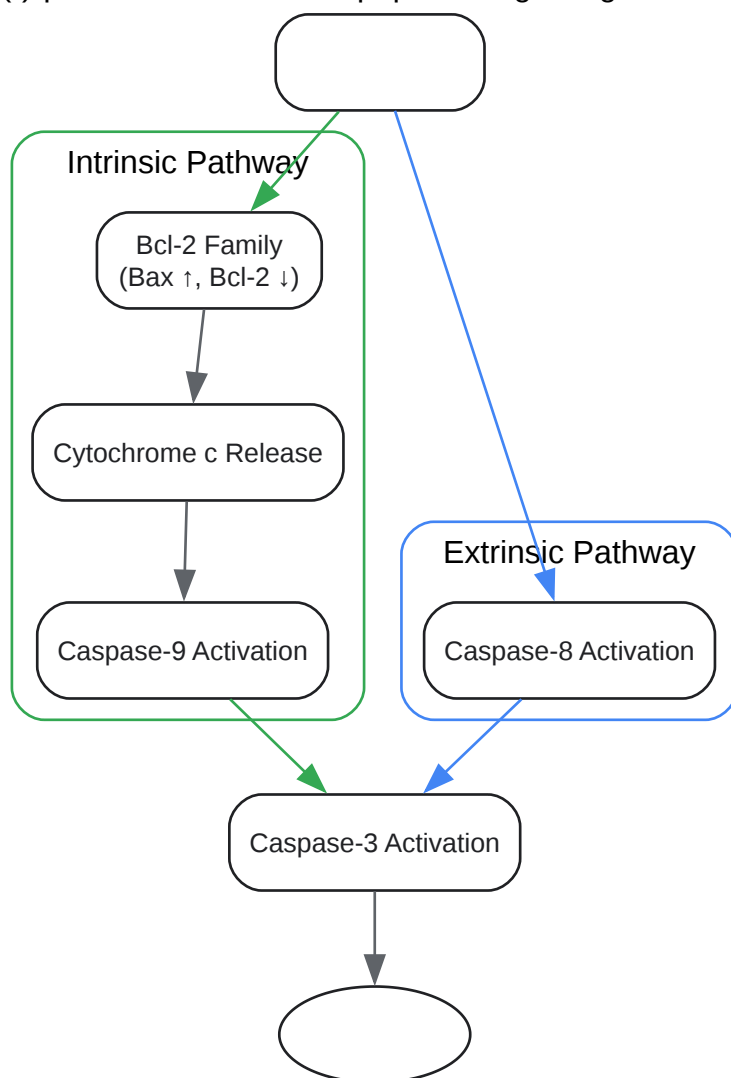 Intrinsic Pathway
Bcl-2 Family
(Bax ↑, Bcl-2 ↓)
Cytochrome c Release
Extrinsic Pathway
Caspase-9 Activation
Caspase-8 Activation
Caspase-3 Activation